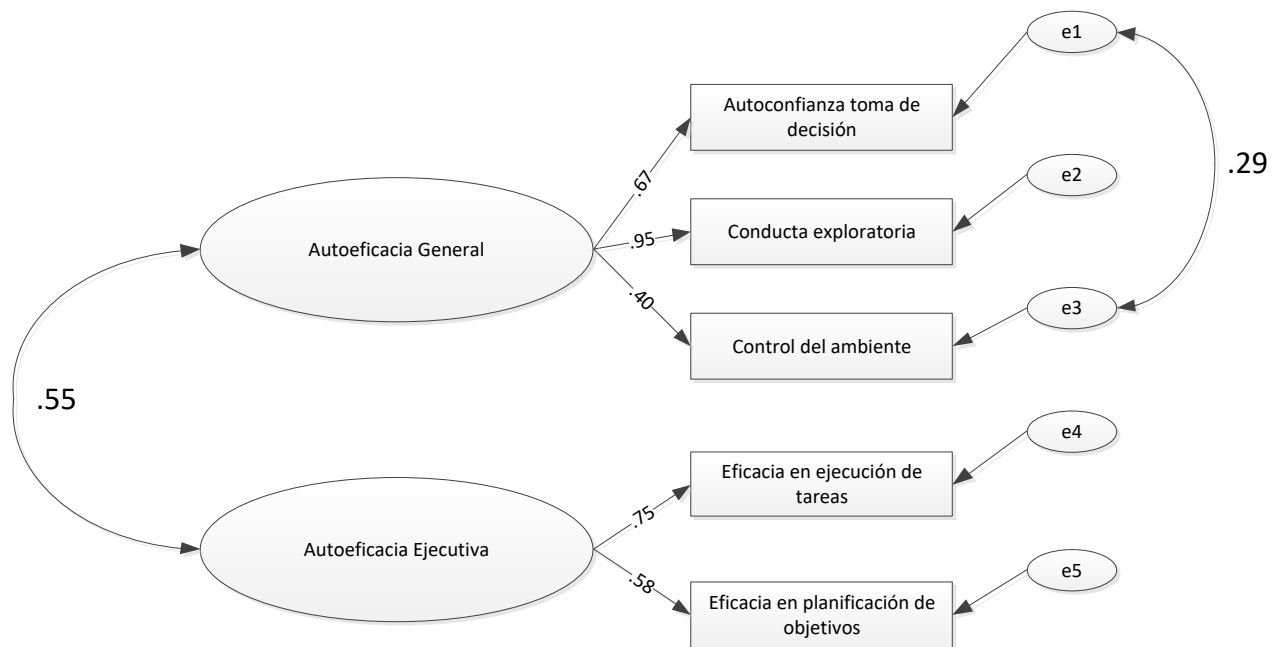 e1
Autoconfianza toma de
decisión
.67
e2
.29
Autoeficacia General
.95
Conducta exploratoria
.40
e3
Control del ambiente
.55
e4
Eficacia en ejecución de
tareas
.75
Autoeficacia Ejecutiva
.58
e5
Eficacia en planificación de
objetivos